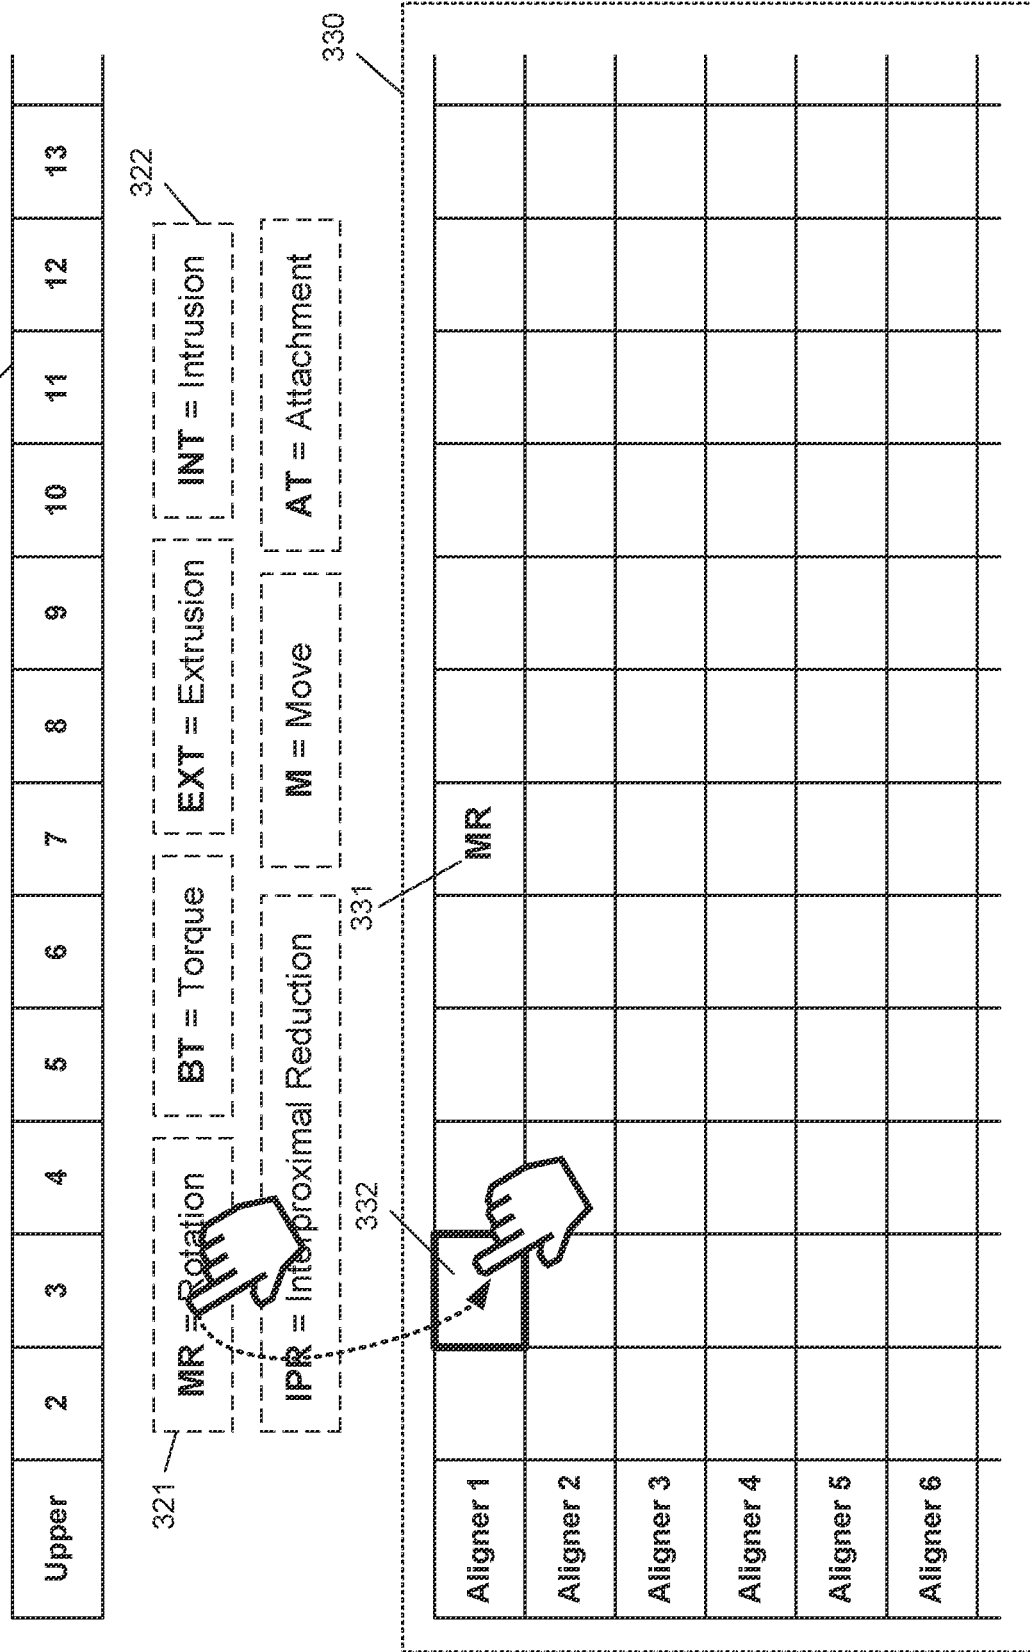 Upper 2 3 4 5 6 7 8 9 10 11 12 13
322
MR = Rotation BT = Torque EXT = Extrusion INT = Intrusion
321
IPR = Interproximal Reduction M = Move AT = Attachment
330
331
332
Aligner 1 MR
Aligner 2
Aligner 3
Aligner 4
Aligner 5
Aligner 6